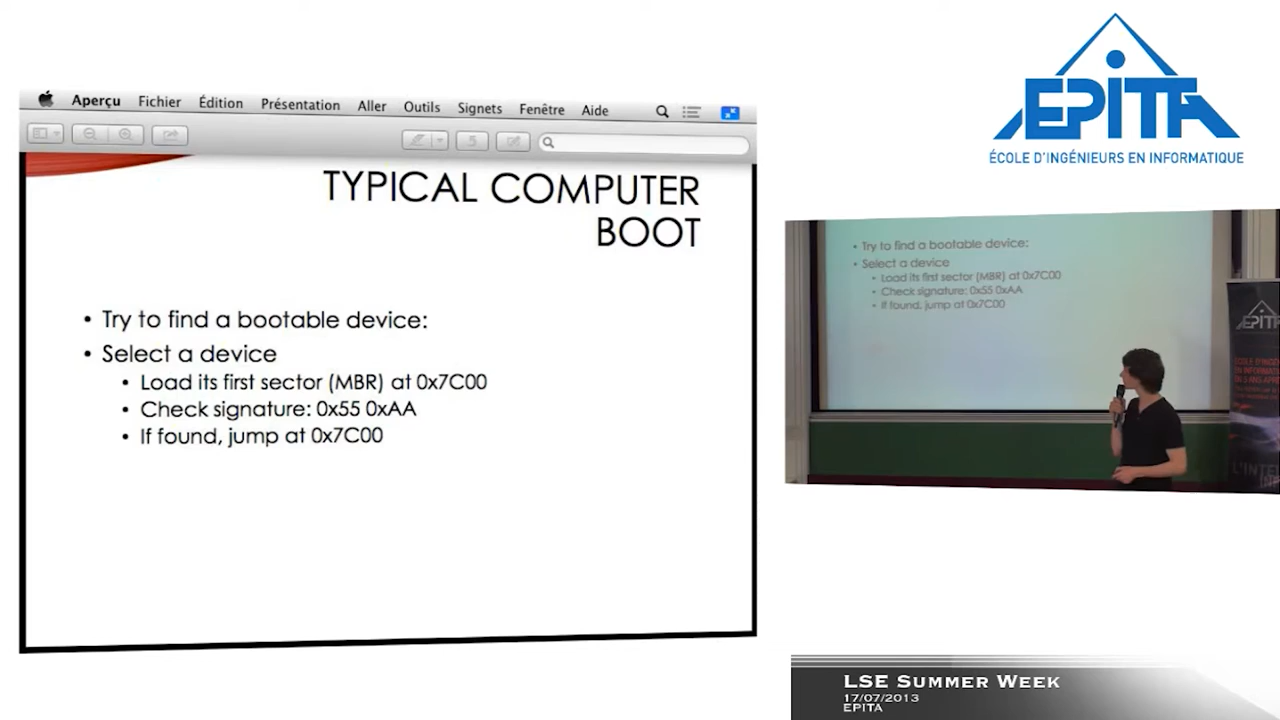 Aperçu Fichier Édition Présentation Aller Outils Signets Fenêtre Aide
5
TYPICAL COMPUTER
BOOT
• Try to find a bootable device:
• Select a device
• Load its first sector (MBR) at 0x7C00
• Check signature: 0x55 0xAA
• If found, jump at 0x7C00
EPITA
ÉCOLE D'INGÉNIEURS EN INFORMATIQUE
• Try to find a bootable device:
• Select a device
• Load its first sector (MBR) at 0x7C00
• Check signature: 0x55 0xAA
• If found, jump at 0x7C00
EPITA
LSE SUMMER WEEK
17/07/2013
EPITA